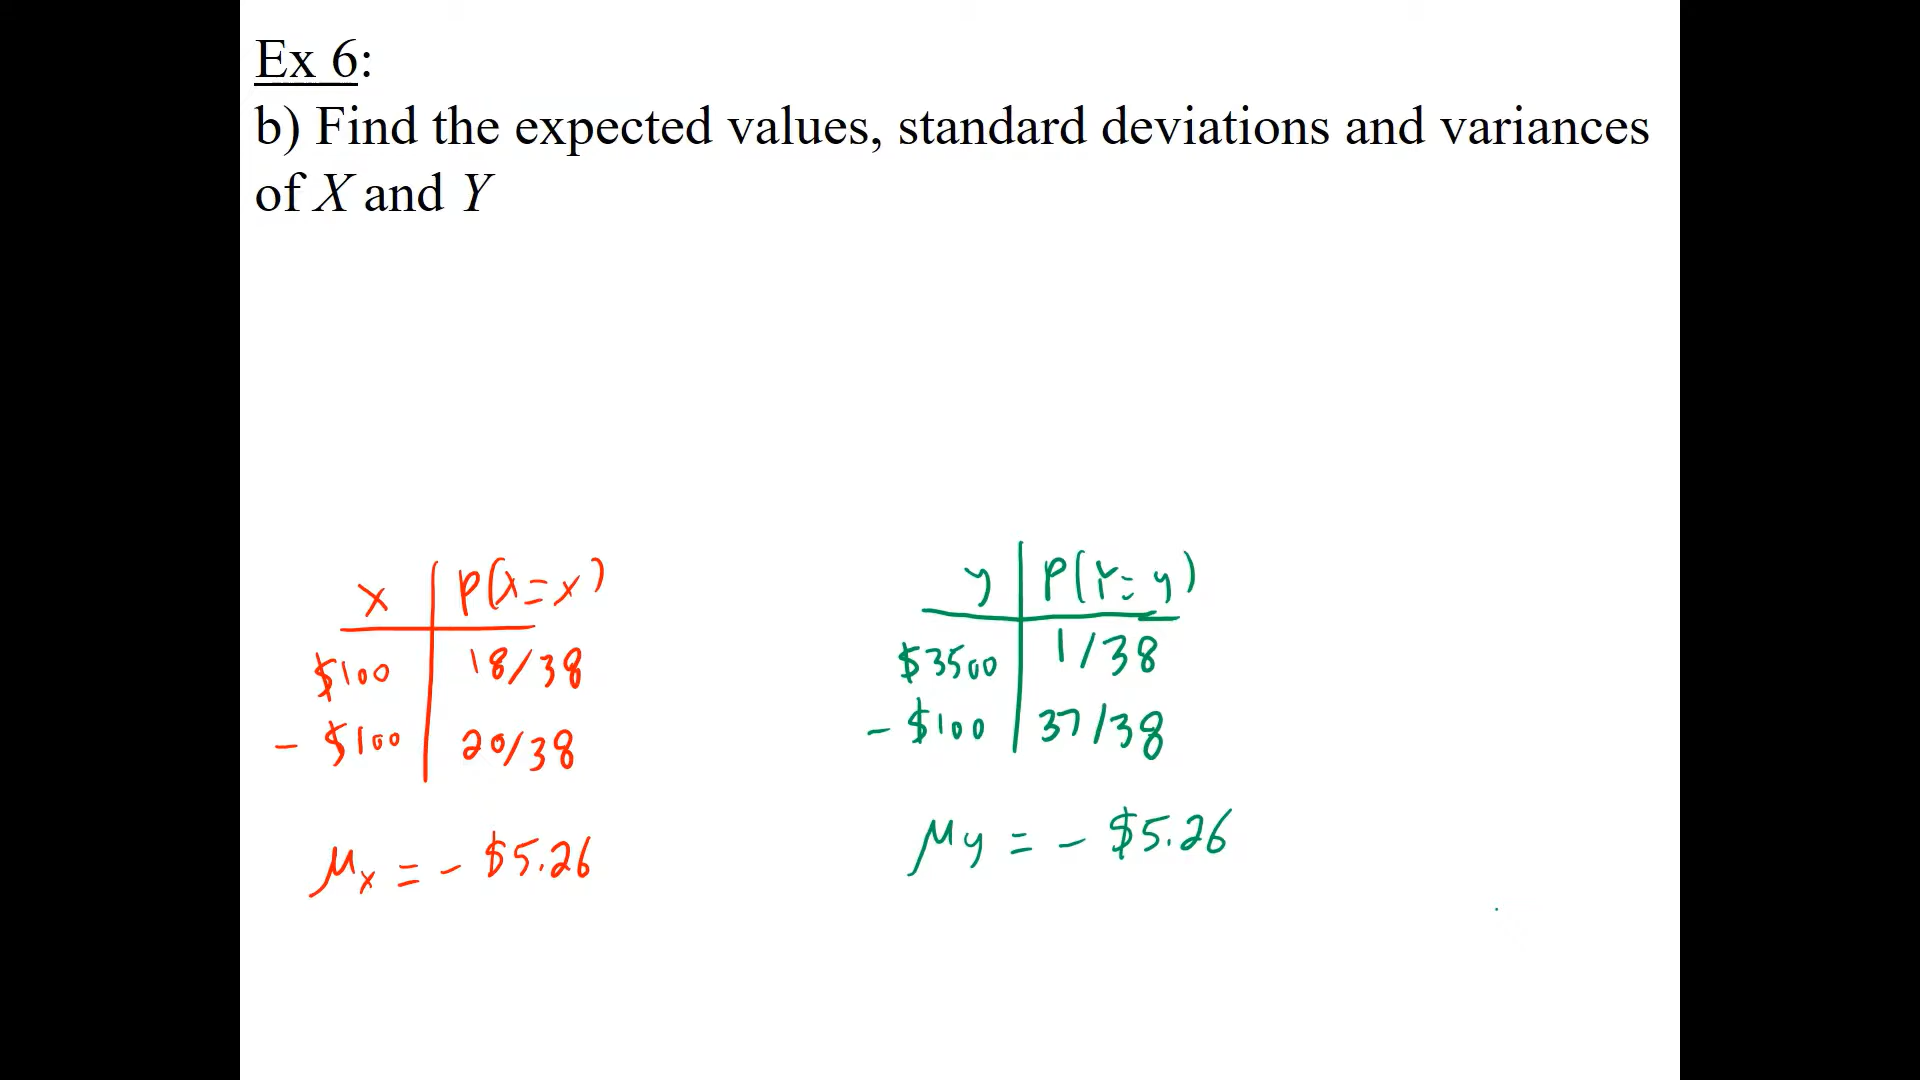 Ex 6:
b) Find the expected values, standard deviations and variances
of X and Y
x P(X=x)
$100 18/38
- $100 20/38
μx = - $5.26
y P(Y=y)
$3500 1/38
- $100 37/38
μy = - $5.26